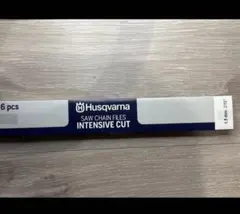 6 pcs
Husqvarna
SAW CHAIN FILES
INTENSIVE CUT